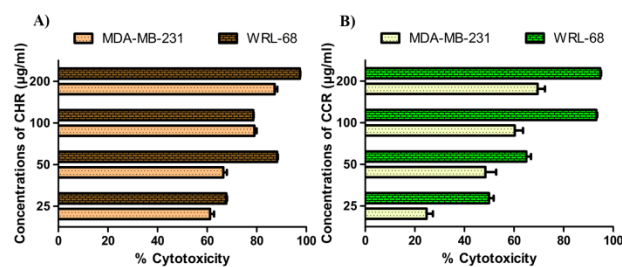 A)
MDA-MB-231 WRL-68
Concentrations of CHR (µg/ml)
200
100
50
25
0 20 40 60 80 100
% Cytotoxicity
B)
MDA-MB-231 WRL-68
Concentrations of CCR (µg/ml)
200
100
50
25
0 20 40 60 80 100
% Cytotoxicity